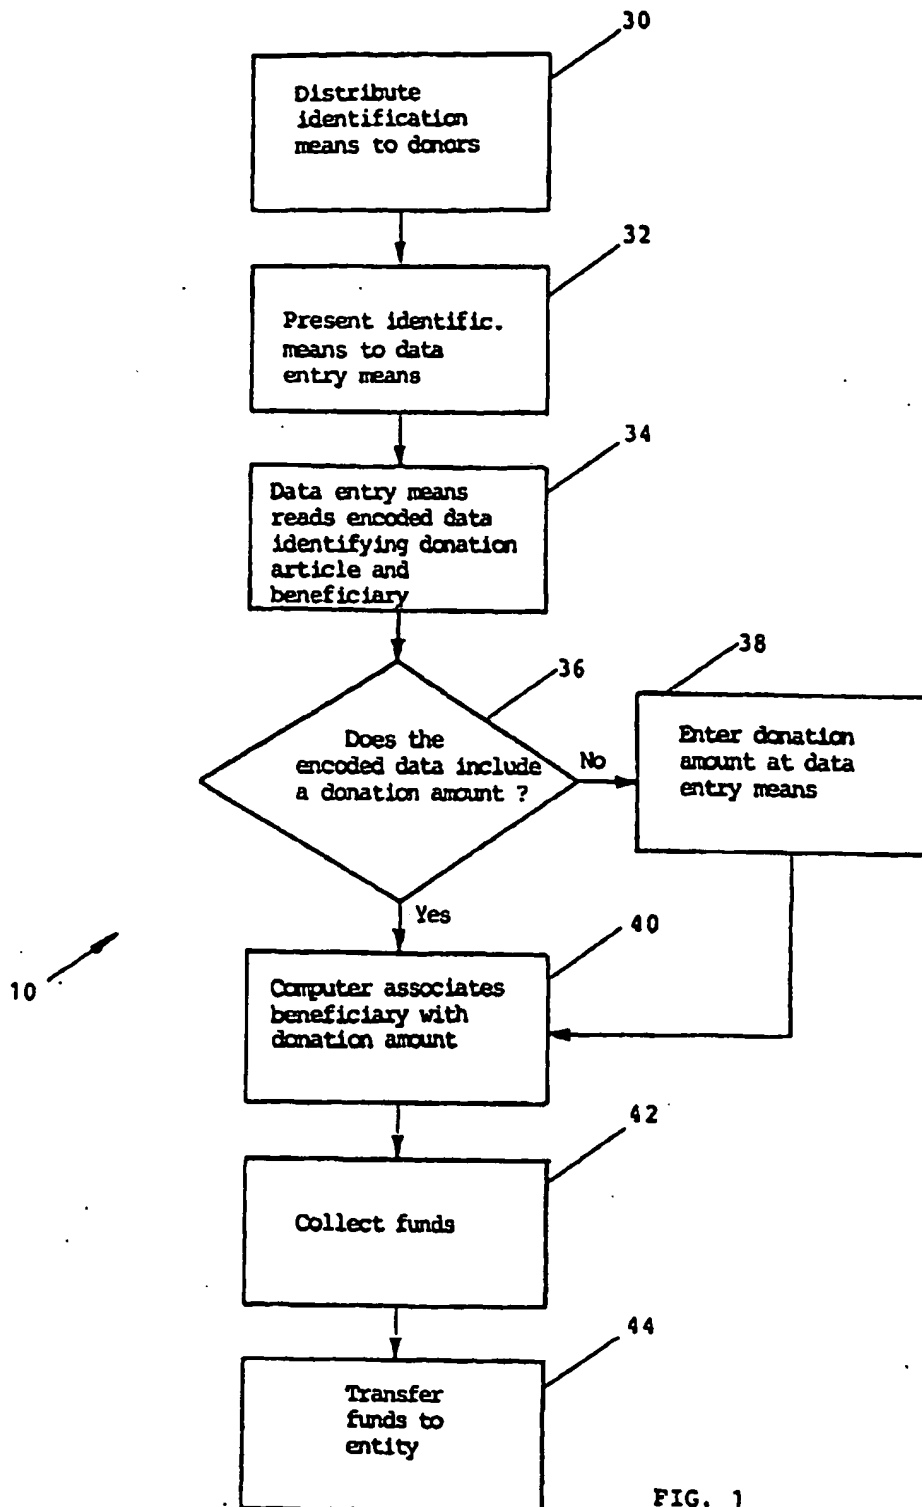 30
Distribute
identification
means to donors
32
Present identific.
means to data
entry means
34
Data entry means
reads encoded data
identifying donation
article and
beneficiary
36
Does the
encoded data include
a donation amount ?
No
38
Enter donation
amount at data
entry means
Yes
10
40
Computer associates
beneficiary with
donation amount
42
Collect funds
44
Transfer
funds to
entity
FIG. 1